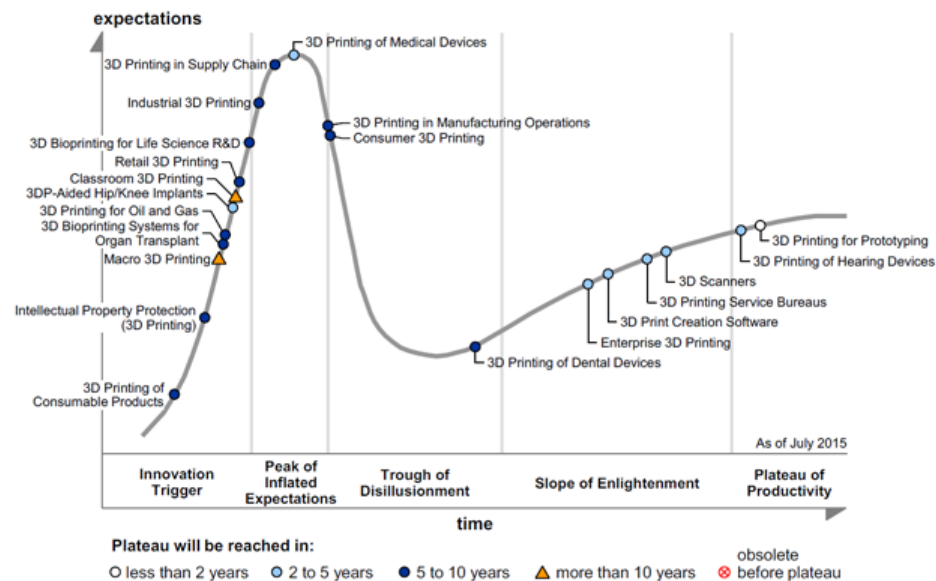 expectations
3D Printing of Medical Devices
3D Printing in Supply Chain
Industrial 3D Printing
3D Printing in Manufacturing Operations
Consumer 3D Printing
3D Bioprinting for Life Science R&D
Retail 3D Printing
Classroom 3D Printing
3DP-Aided Hip/Knee Implants
3D Printing for Oil and Gas
3D Bioprinting Systems for
Organ Transplant
Macro 3D Printing
Intellectual Property Protection
(3D Printing)
3D Printing of
Consumable Products
3D Printing for Prototyping
3D Printing of Hearing Devices
3D Scanners
3D Printing Service Bureaus
3D Print Creation Software
Enterprise 3D Printing
3D Printing of Dental Devices
As of July 2015
Innovation
Trigger
Peak of
Inflated
Expectations
Trough of
Disillusionment
Slope of Enlightenment
Plateau of
Productivity
time
Plateau will be reached in:
less than 2 years
2 to 5 years
5 to 10 years
more than 10 years
obsolete
before plateau